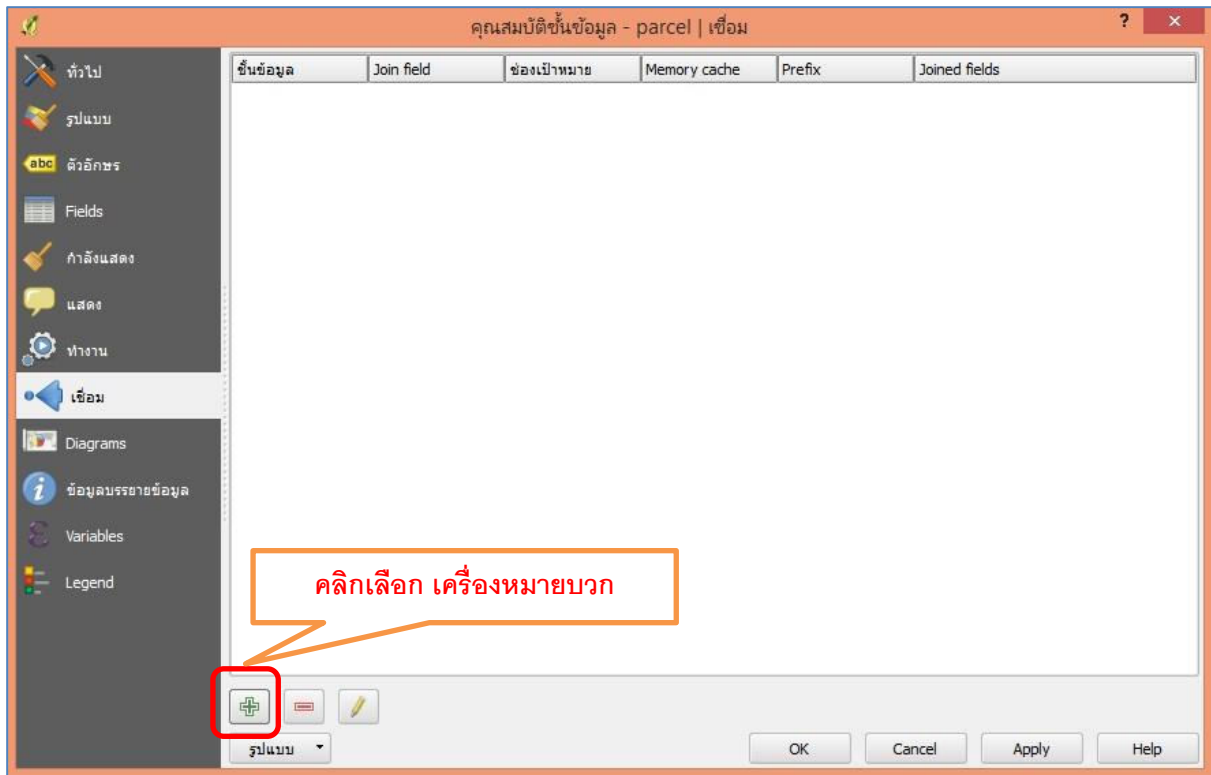 คุณสมบัติชั้นข้อมูล - parcel | เชื่อม
?
ทั่วไป
รูปแบบ
abc ตัวอักษร
Fields
กำลังแสดง
แสดง
ทำงาน
เชื่อม
Diagrams
ข้อมูลบรรยายข้อมูล
Variables
Legend
ชั้นข้อมูล Join field ช่องเป้าหมาย Memory cache Prefix Joined fields
คลิกเลือก เครื่องหมายบวก
รูปแบบ OK Cancel Apply Help